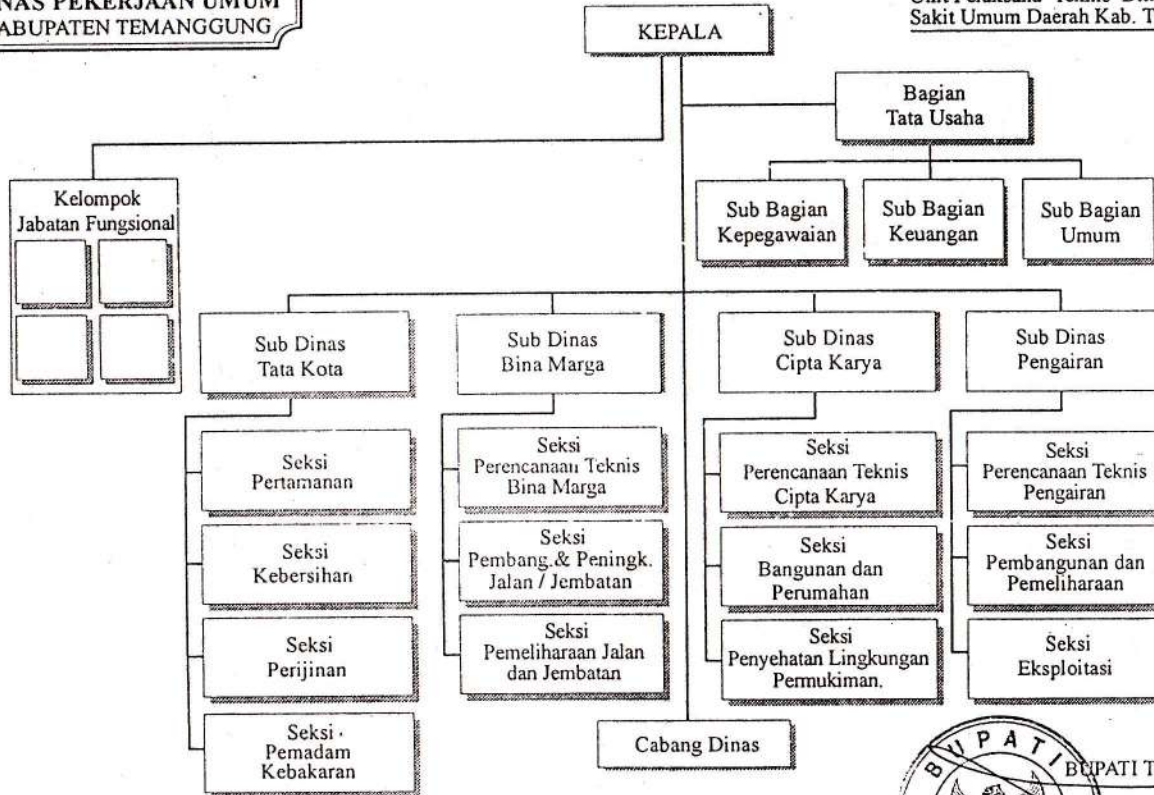 PEKERJAAN UMUM
KABUPATEN TEMANGGUNG
Sakit Umum Daerah Kab. T
KEPALA
Bagian
Tata Usaha
Kelompok
Jabatan Fungsional
Sub Bagian
Kepegawaian
Sub Bagian
Keuangan
Sub Bagian
Umum
Sub Dinas
Tata Kota
Sub Dinas
Bina Marga
Sub Dinas
Cipta Karya
Sub Dinas
Pengairan
Seksi
Pertamanan
Seksi
Kebersihan
Seksi
Perijinan
Seksi
Pemadam
Kebakaran
Seksi
Perencanaan Teknis
Bina Marga
Seksi
Pembang.& Peningk.
Jalan / Jembatan
Seksi
Pemeliharaan Jalan
dan Jembatan
Seksi
Perencanaan Teknis
Cipta Karya
Seksi
Bangunan dan
Perumahan
Seksi
Penyehatan Lingkungan
Permukiman.
Seksi
Perencanaan Teknis
Pengairan
Seksi
Pembangunan dan
Pemeliharaan
Seksi
Eksploitasi
Cabang Dinas
BUPATI
BUPATI T